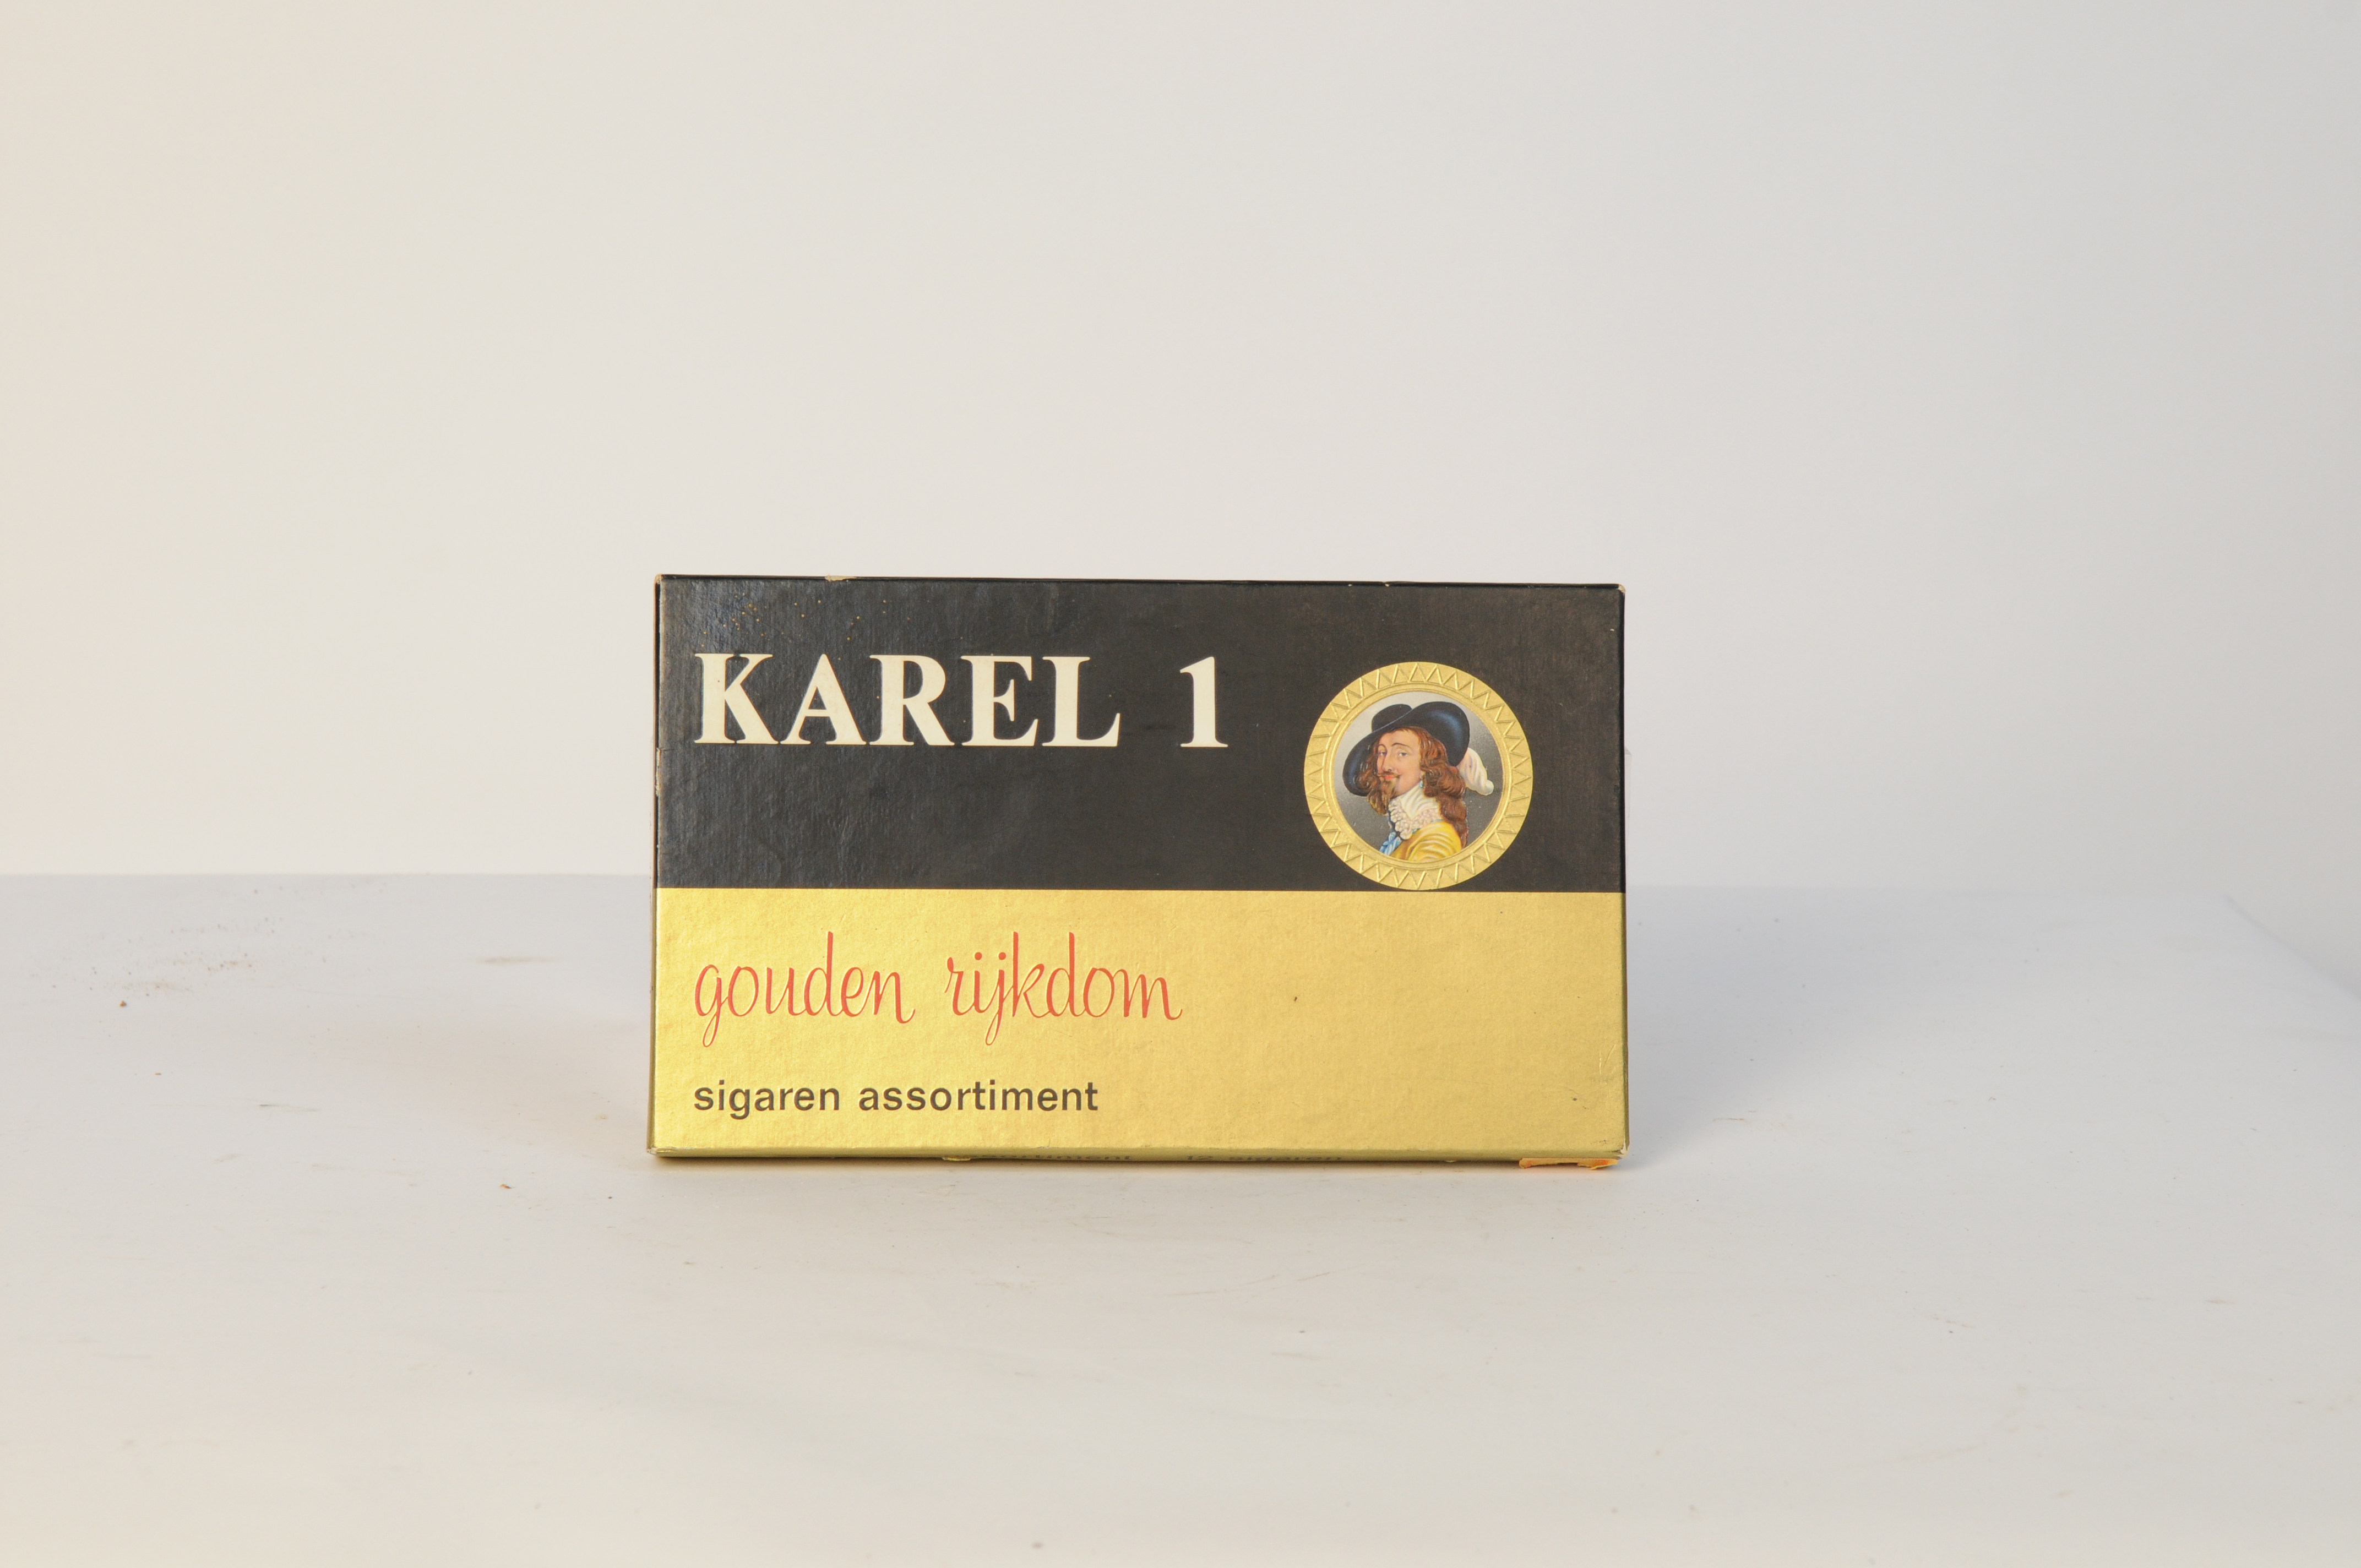 KAREL 1
gouden rijkdom
sigaren assortiment